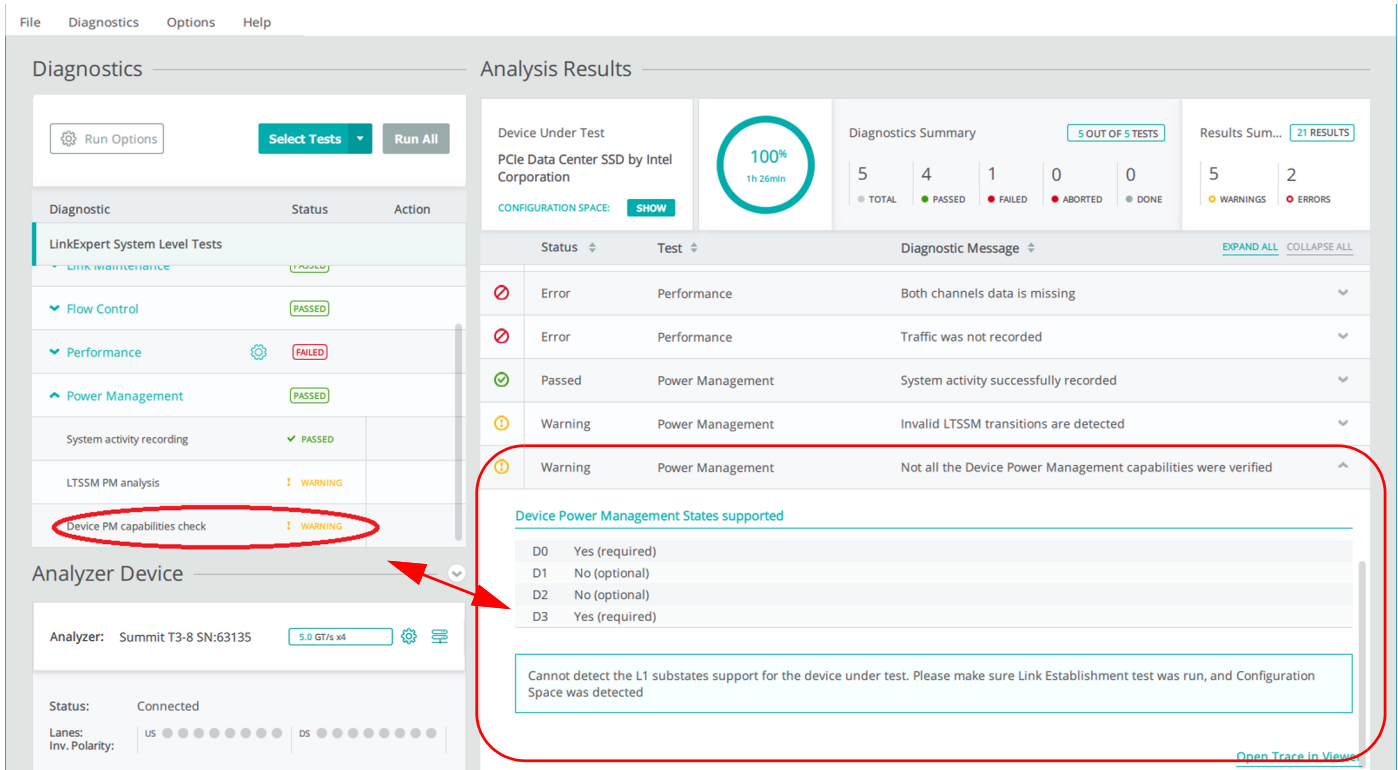 File Diagnostics Options Help
Diagnostics
Run Options Select Tests Run All
Diagnostic Status Action
LinkExpert System Level Tests
Link Maintenance PASSED
Flow Control PASSED
Performance FAILED
Power Management PASSED
System activity recording PASSED
LTSSM PM analysis ! WARNING
Device PM capabilities check ! WARNING
Analyzer Device
Analyzer: Summit T3-8 SN:63135 5.0 GT/s x4
Status: Connected
Lanes: US DS
Inv. Polarity:
Analysis Results
Device Under Test
PCIe Data Center SSD by Intel
Corporation
CONFIGURATION SPACE: SHOW
100%
1h 26min
Diagnostics Summary 5 OUT OF 5 TESTS
5 4 1 0 0
TOTAL PASSED FAILED ABORTED DONE
Results Sum... 21 RESULTS
5 2
WARNINGS ERRORS
Status Test Diagnostic Message EXPAND ALL COLLAPSE ALL
Error Performance Both channels data is missing
Error Performance Traffic was not recorded
Passed Power Management System activity successfully recorded
Warning Power Management Invalid LTSSM transitions are detected
Warning Power Management Not all the Device Power Management capabilities were verified
Device Power Management States supported
D0 Yes (required)
D1 No (optional)
D2 No (optional)
D3 Yes (required)
Cannot detect the L1 substates support for the device under test. Please make sure Link Establishment test was run, and Configuration
Space was detected
Open Trace in Viewer